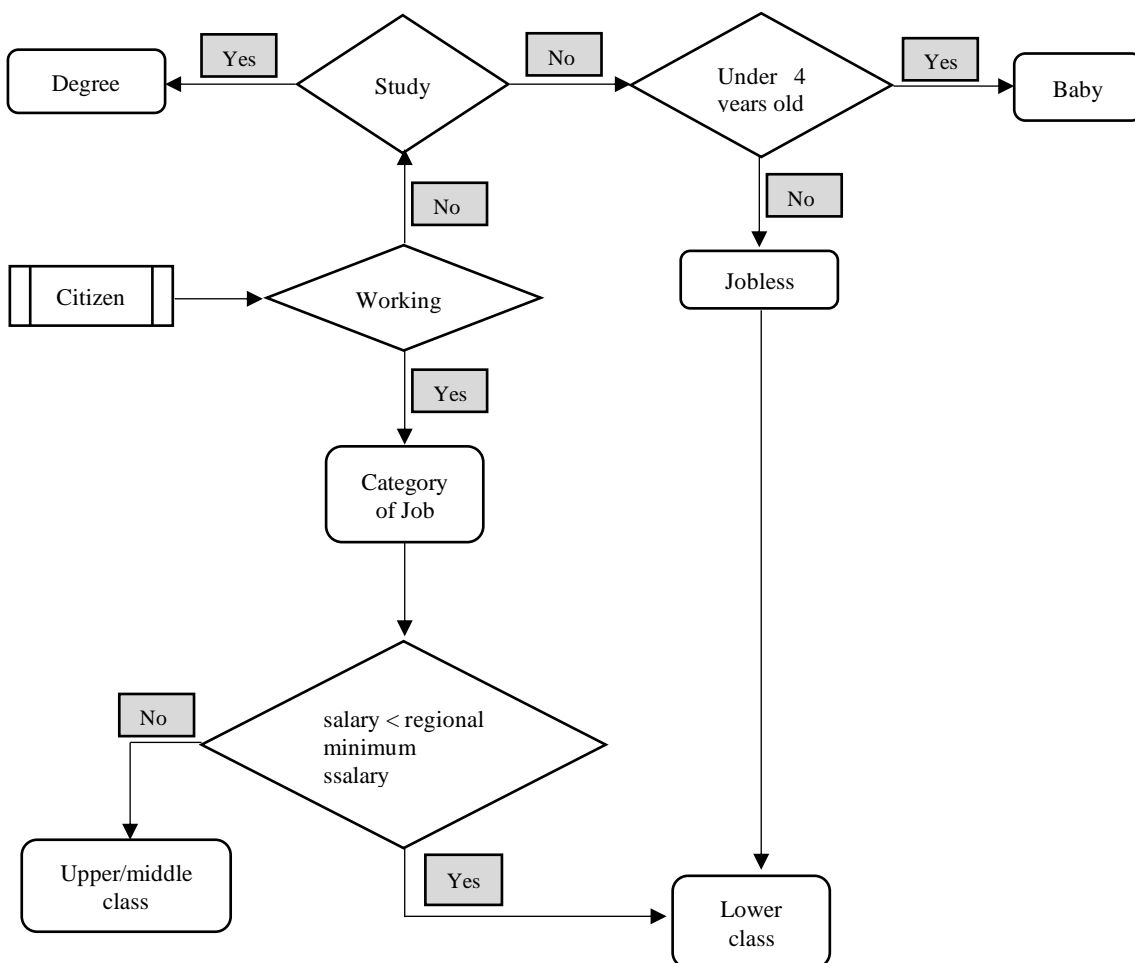 Yes
No
Under 4
years old
Yes
Degree
Study
Baby
No
No
Citizen
Working
Jobless
Yes
Category
of Job
No
salary < regional
minimum
ssalary
Upper/middle
class
Yes
Lower
class